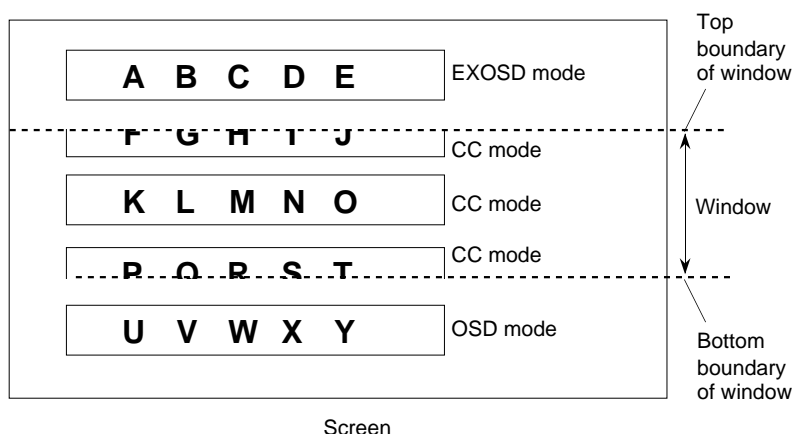 Top
boundary
of window
A B C D E EXOSD mode
F G H I J CC mode
K L M N O CC mode
Window
P Q R S T CC mode
U V W X Y OSD mode
Bottom
boundary
of window
Screen